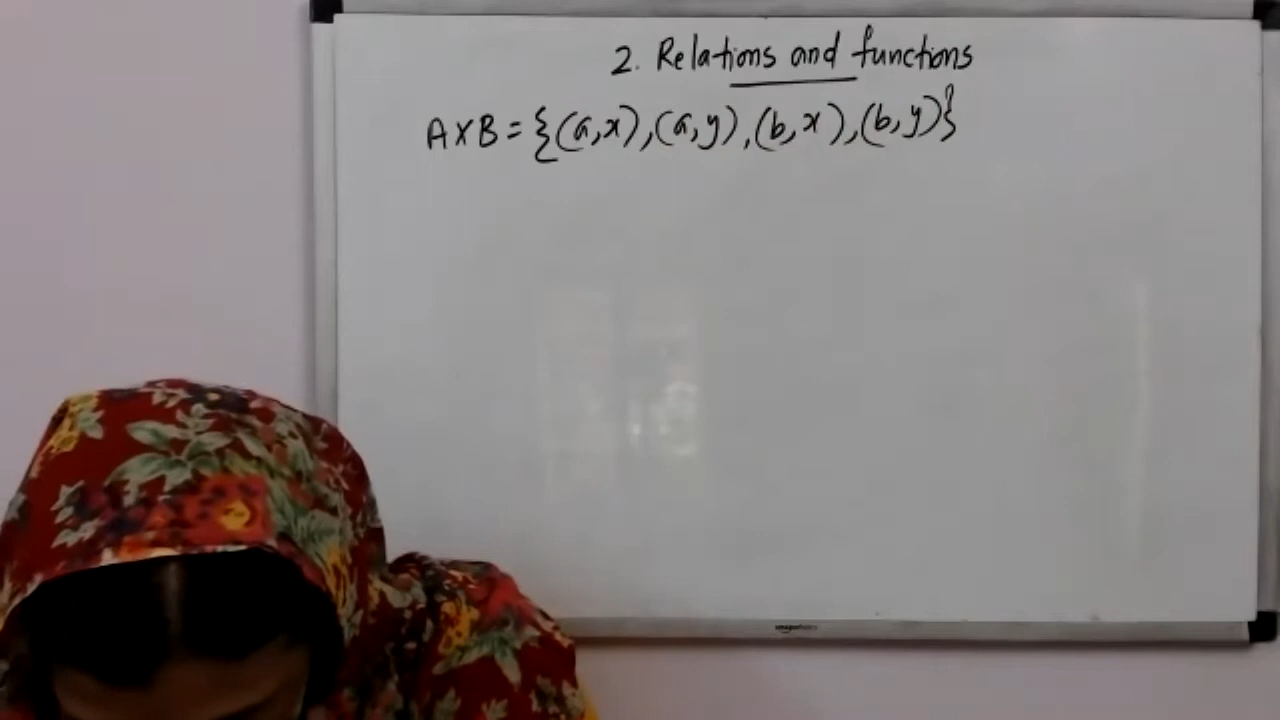 2. Relations and functions
A×B = {(a,x),(a,y),(b,x),(b,y)}